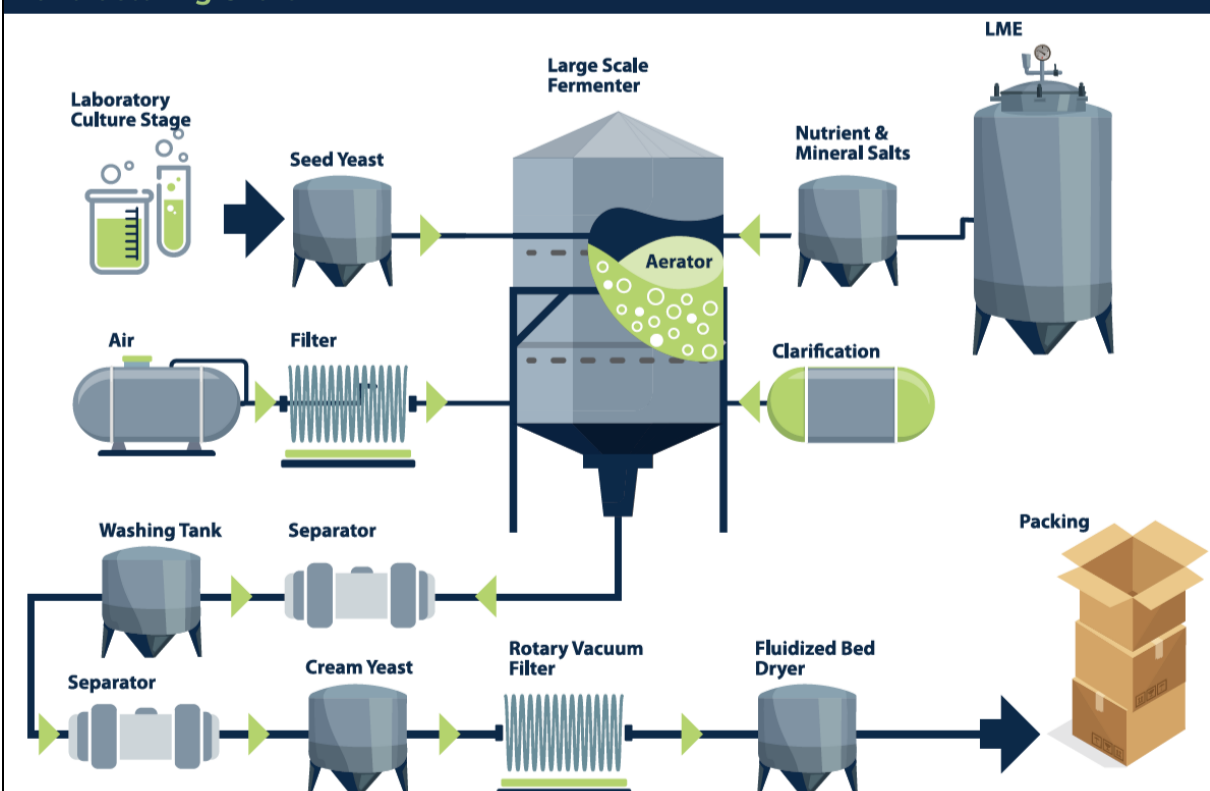 LME
Large Scale
Fermenter
Laboratory
Culture Stage
Nutrient &
Mineral Salts
Seed Yeast
Aerator
Air
Filter
Clarification
Packing
Washing Tank
Separator
Rotary Vacuum
Filter
Fluidized Bed
Dryer
Cream Yeast
Separator